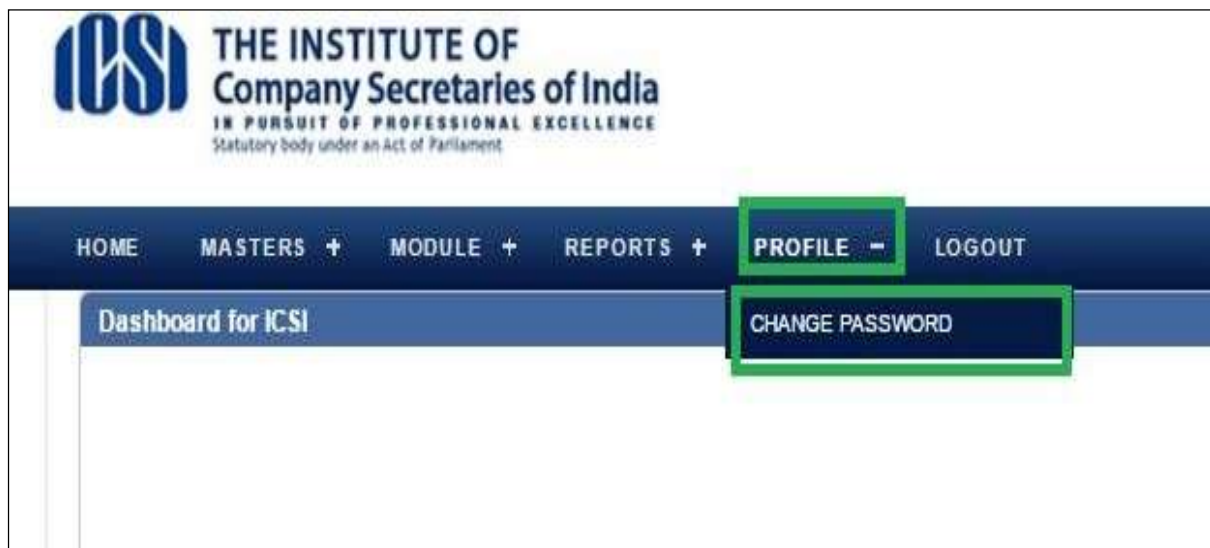 ICSI
THE INSTITUTE OF
Company Secretaries of India
IN PURSUIT OF PROFESSIONAL EXCELLENCE
Statutory body under an Act of Parliament
HOME MASTERS + MODULE + REPORTS + PROFILE - LOGOUT
Dashboard for ICSI
CHANGE PASSWORD